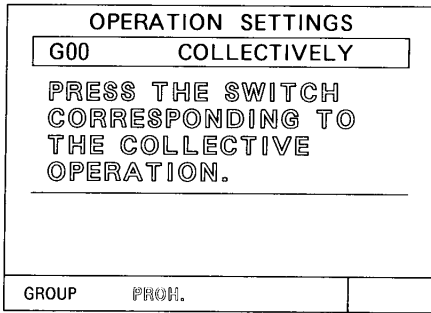 OPERATION SETTINGS
G00 COLLECTIVELY
PRESS THE SWITCH
CORRESPONDING TO
THE COLLECTIVE
OPERATION.
GROUP PROH.